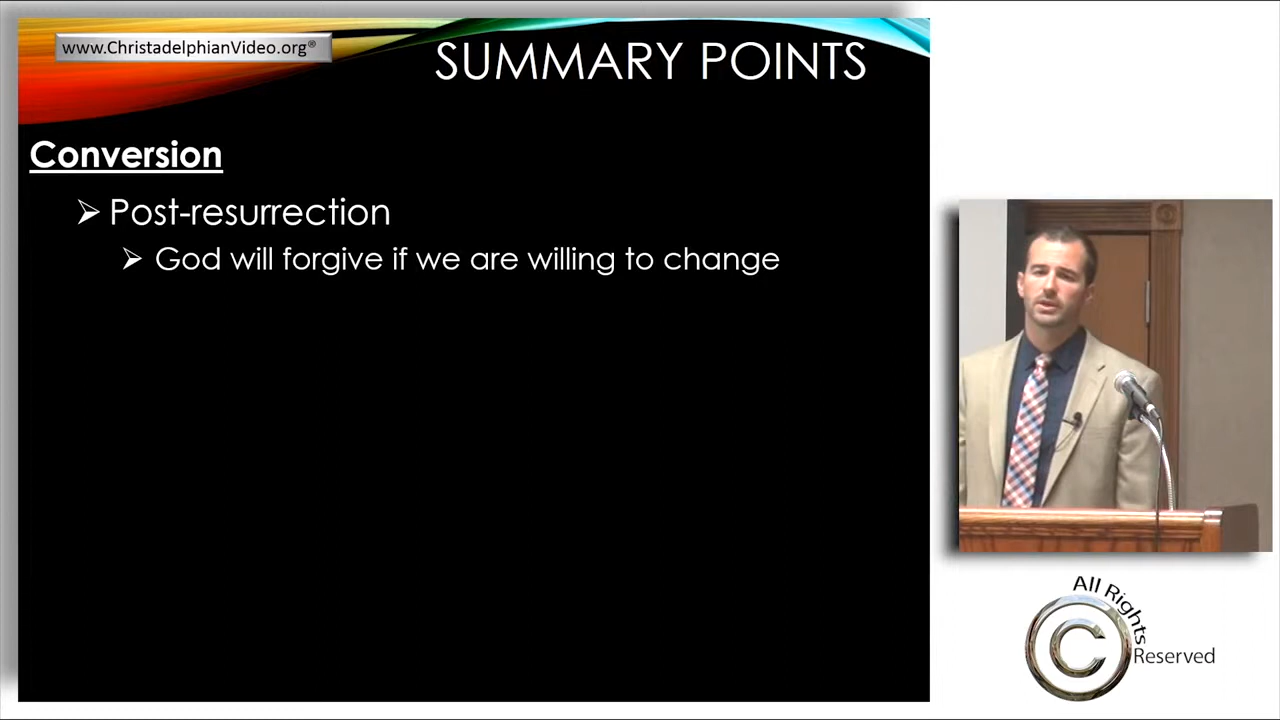 www.ChristadelphianVideo.org®
SUMMARY POINTS
Conversion
Post-resurrection
God will forgive if we are willing to change
All Rights
C
Reserved